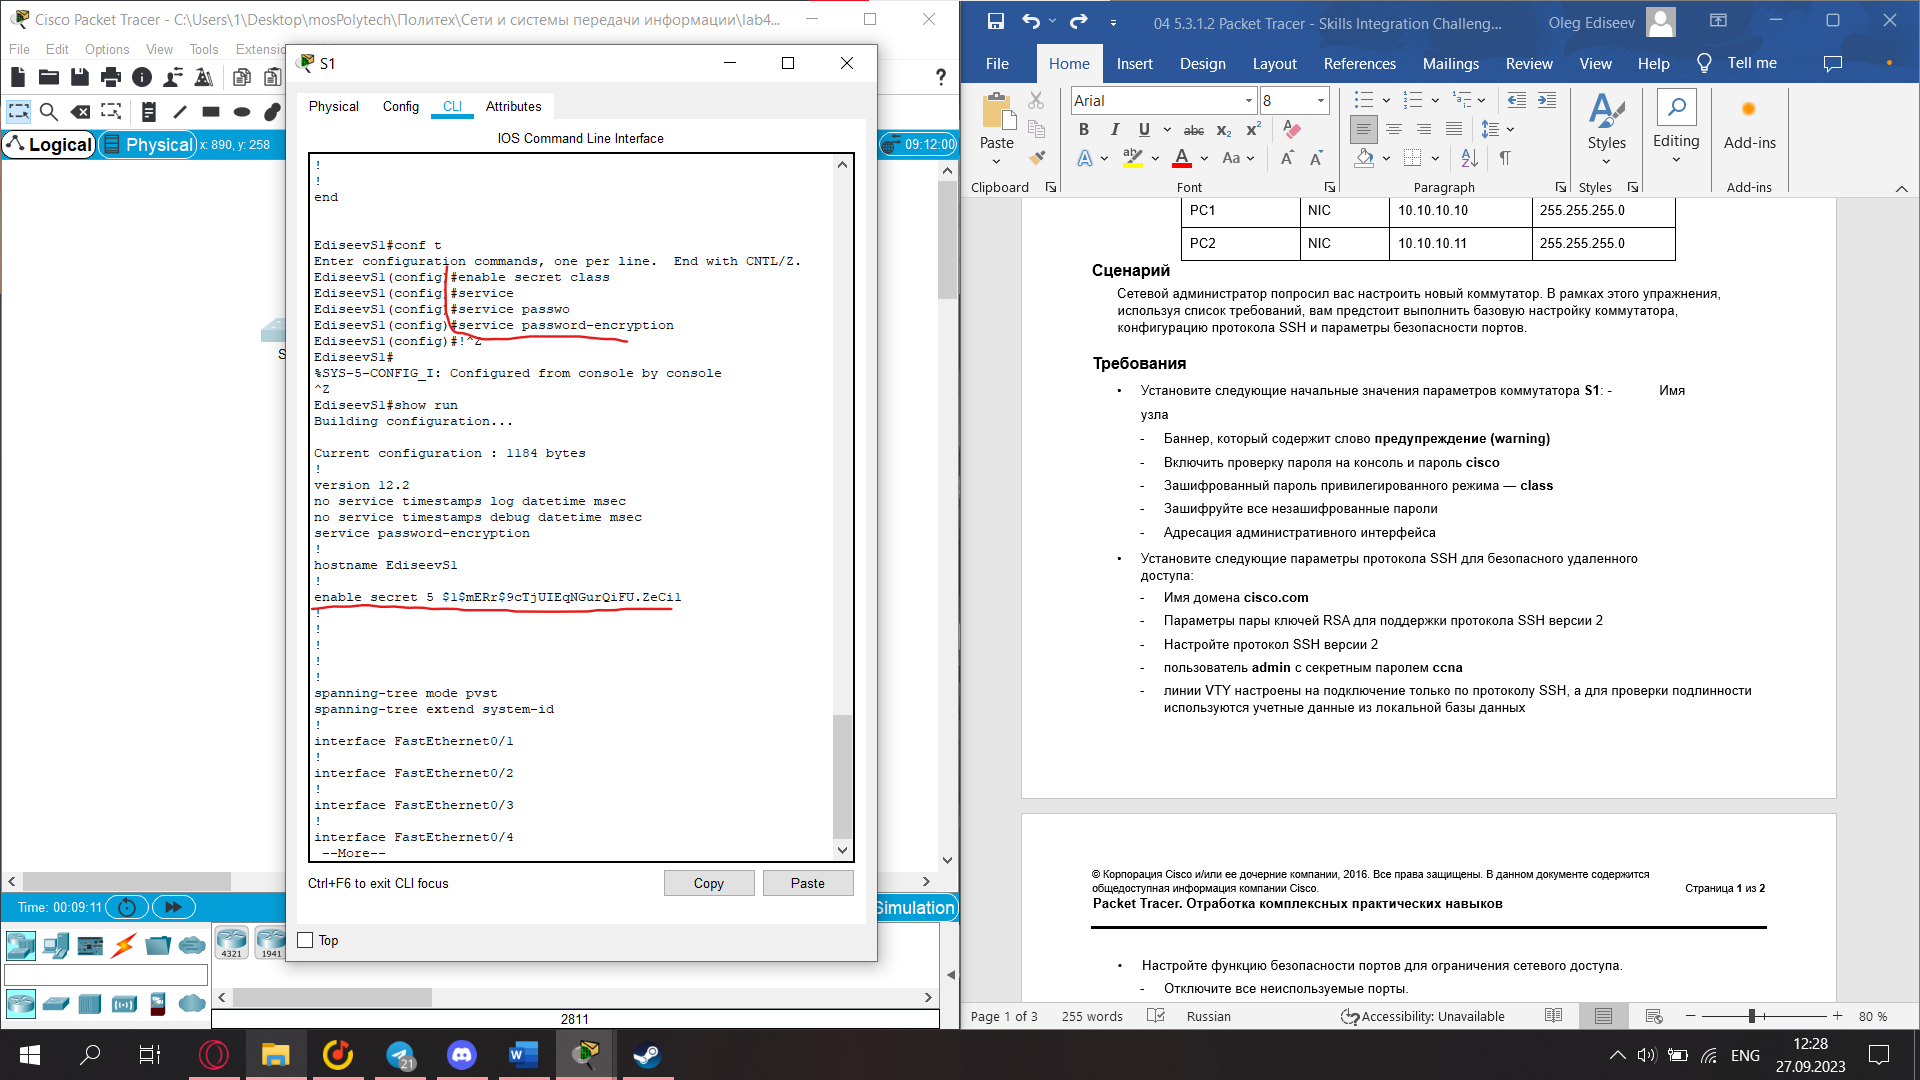 Cisco Packet Tracer - C:\Users\1\Desktop\mosPolytech\Политех\Сети и системы передачи информации\lab4...
File Edit Options View Tools Extensio
Logical
Physical
x: 890, y: 258
09:12:00
S1
Physical Config CLI Attributes
IOS Command Line Interface
!
!
end
EdiseevS1#conf t
Enter configuration commands, one per line. End with CNTL/Z.
EdiseevS1(config)#enable secret class
EdiseevS1(config)#service
EdiseevS1(config)#service passwo
EdiseevS1(config)#service password-encryption
EdiseevS1(config)#!^Z
EdiseevS1#
%SYS-5-CONFIG_I: Configured from console by console
^Z
EdiseevS1#show run
Building configuration...
Current configuration : 1184 bytes
!
version 12.2
no service timestamps log datetime msec
no service timestamps debug datetime msec
service password-encryption
!
hostname EdiseevS1
!
enable secret 5 $1$mERr$9cTjUIEqNGurQiFU.ZeCi1
!
!
!
!
!
spanning-tree mode pvst
spanning-tree extend system-id
!
interface FastEthernet0/1
!
interface FastEthernet0/2
!
interface FastEthernet0/3
!
interface FastEthernet0/4
--More--
Ctrl+F6 to exit CLI focus
Copy
Paste
Top
Time: 00:09:11
Simulation
4321
1941
2811
04 5.3.1.2 Packet Tracer - Skills Integration Challeng...
Oleg Ediseev
File Home Insert Design Layout References Mailings Review View Help Tell me
Paste
Arial
8
Styles
Editing
Add-ins
Clipboard
Font
Paragraph
Styles
Add-ins
PC1 NIC 10.10.10.10 255.255.255.0
PC2 NIC 10.10.10.11 255.255.255.0
Сценарий
Сетевой администратор попросил вас настроить новый коммутатор. В рамках этого упражнения,
используя список требований, вам предстоит выполнить базовую настройку коммутатора,
конфигурацию протокола SSH и параметры безопасности портов.
Требования
• Установите следующие начальные значения параметров коммутатора S1: - Имя
узла
- Баннер, который содержит слово предупреждение (warning)
- Включить проверку пароля на консоль и пароль cisco
- Зашифрованный пароль привилегированного режима — class
- Зашифруйте все незашифрованные пароли
- Адресация административного интерфейса
• Установите следующие параметры протокола SSH для безопасного удаленного
доступа:
- Имя домена cisco.com
- Параметры пары ключей RSA для поддержки протокола SSH версии 2
- Настройте протокол SSH версии 2
- пользователь admin с секретным паролем ccna
- линии VTY настроены на подключение только по протоколу SSH, а для проверки подлинности
используются учетные данные из локальной базы данных
© Корпорация Cisco и/или ее дочерние компании, 2016. Все права защищены. В данном документе содержится
общедоступная информация компании Cisco. Страница 1 из 2
Packet Tracer. Отработка комплексных практических навыков
• Настройте функцию безопасности портов для ограничения сетевого доступа.
- Отключите все неиспользуемые порты.
Page 1 of 3 255 words Russian Accessibility: Unavailable 80 %
21
ENG
12:28
27.09.2023